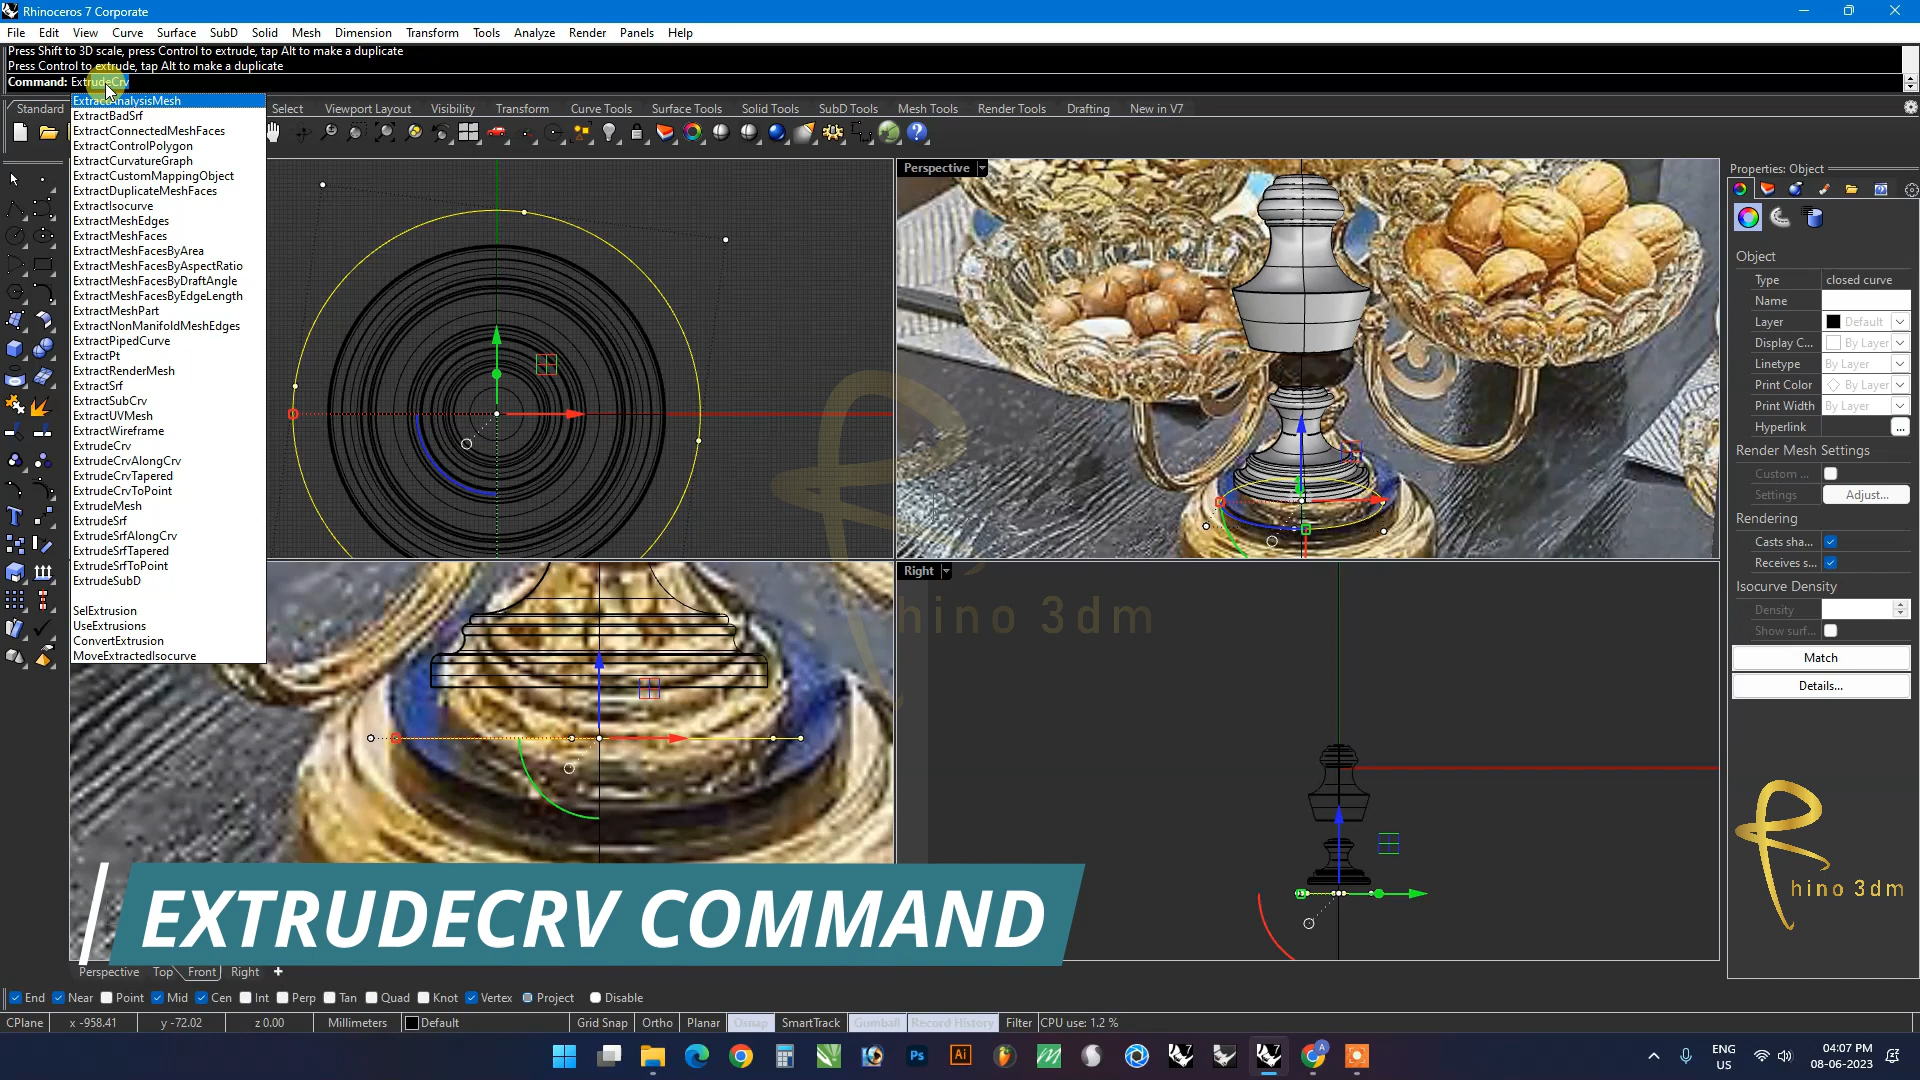 Rhinoceros 7 Corporate
File Edit View Curve Surface SubD Solid Mesh Dimension Transform Tools Analyze Render Panels Help
Press Shift to 3D scale, press Control to extrude, tap Alt to make a duplicate
Press Control to extrude, tap Alt to make a duplicate
Command: ExtrudeCrv
Standard Select Viewport Layout Visibility Transform Curve Tools Surface Tools Solid Tools SubD Tools Mesh Tools Render Tools Drafting New in V7
ExtractAnalysisMesh
ExtractBadSrf
ExtractConnectedMeshFaces
ExtractControlPolygon
ExtractCurvatureGraph
ExtractCustomMappingObject
ExtractDuplicateMeshFaces
ExtractIsocurve
ExtractMeshEdges
ExtractMeshFaces
ExtractMeshFacesByArea
ExtractMeshFacesByAspectRatio
ExtractMeshFacesByDraftAngle
ExtractMeshFacesByEdgeLength
ExtractMeshPart
ExtractNonManifoldMeshEdges
ExtractPipedCurve
ExtractPt
ExtractRenderMesh
ExtractSrf
ExtractSubCrv
ExtractUVMesh
ExtractWireframe
ExtrudeCrv
ExtrudeCrvAlongCrv
ExtrudeCrvTapered
ExtrudeCrvToPoint
ExtrudeMesh
ExtrudeSrf
ExtrudeSrfAlongCrv
ExtrudeSrfTapered
ExtrudeSrfToPoint
ExtrudeSubD
SelExtrusion
UseExtrusions
ConvertExtrusion
MoveExtractedIsocurve
Perspective
Right
Properties: Object
Object
Type closed curve
Name
Layer Default
Display C... By Layer
Linetype By Layer
Print Color By Layer
Print Width By Layer
Hyperlink ...
Render Mesh Settings
Custom ...
Settings Adjust...
Rendering
Casts sha...
Receives s...
Isocurve Density
Density
Show surf...
Match
Details...
hino 3dm
hino 3dm
EXTRUDECRV COMMAND
Perspective Top Front Right
End Near Point Mid Cen Int Perp Tan Quad Knot Vertex Project Disable
CPlane x -958.41 y -72.02 z 0.00 Millimeters Default Grid Snap Ortho Planar Osnap SmartTrack Gumball Record History Filter CPU use: 1.2 %
Ps Ai
ENG
US
04:07 PM
08-06-2023